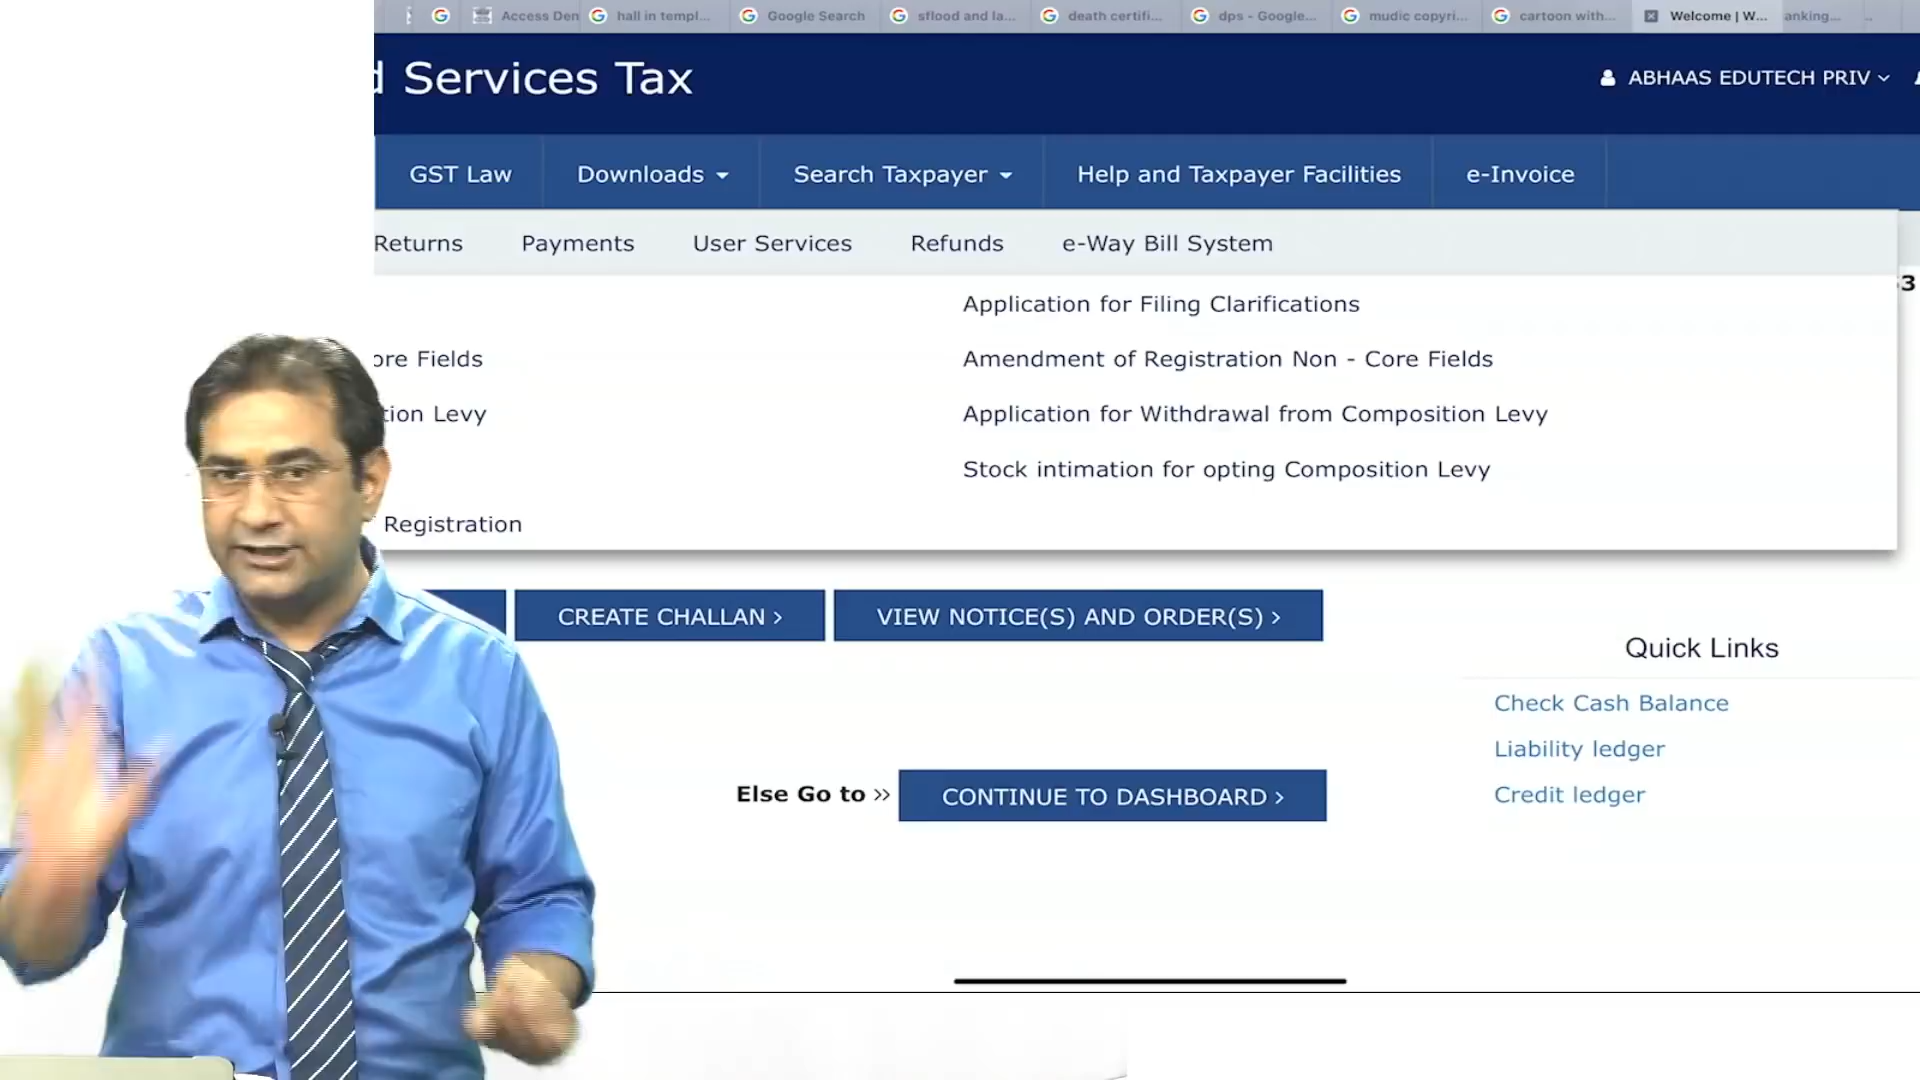 Access Den
hall in templ...
Google Search
sflood and la...
death certifi...
dps - Google...
mudic copyri...
cartoon with...
Welcome | W...
anking...
d Services Tax
ABHAAS EDUTECH PRIV
GST Law
Downloads
Search Taxpayer
Help and Taxpayer Facilities
e-Invoice
Returns
Payments
User Services
Refunds
e-Way Bill System
3
Application for Filing Clarifications
ore Fields
Amendment of Registration Non - Core Fields
tion Levy
Application for Withdrawal from Composition Levy
Stock intimation for opting Composition Levy
Registration
CREATE CHALLAN >
VIEW NOTICE(S) AND ORDER(S) >
Quick Links
Check Cash Balance
Liability ledger
Credit ledger
Else Go to >>
CONTINUE TO DASHBOARD >